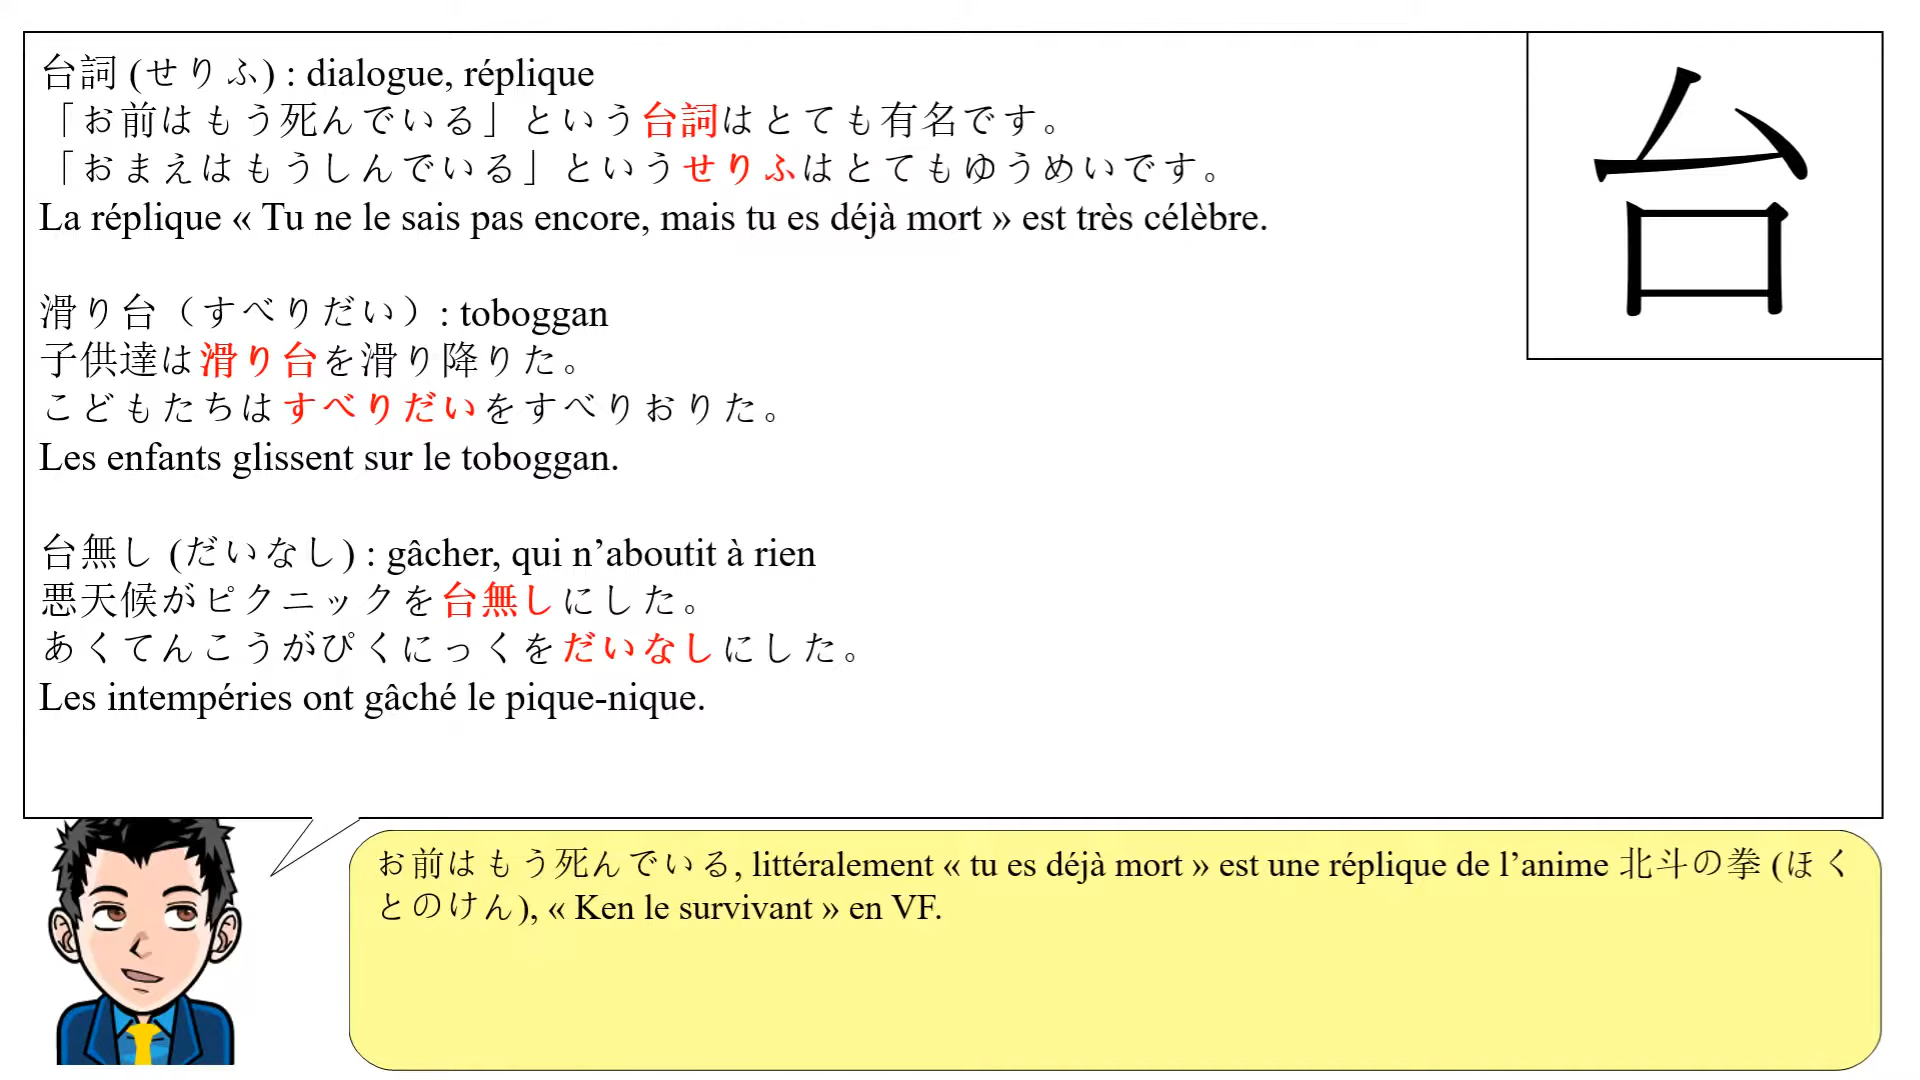 台詞 (せりふ) : dialogue, réplique
「お前はもう死んでいる」という台詞はとても有名です。
「おまえはもうしんでいる」というせりふはとてもゆうめいです。
La réplique « Tu ne le sais pas encore, mais tu es déjà mort » est très célèbre.
滑り台（すべりだい）: toboggan
子供達は滑り台を滑り降りた。
こどもたちはすべりだいをすべりおりた。
Les enfants glissent sur le toboggan.
台無し (だいなし) : gâcher, qui n’aboutit à rien
悪天候がピクニックを台無しにした。
あくてんこうがぴくにっくをだいなしにした。
Les intempéries ont gâché le pique-nique.
台
お前はもう死んでいる, littéralement « tu es déjà mort » est une réplique de l’anime 北斗の拳 (ほく
とのけん), « Ken le survivant » en VF.